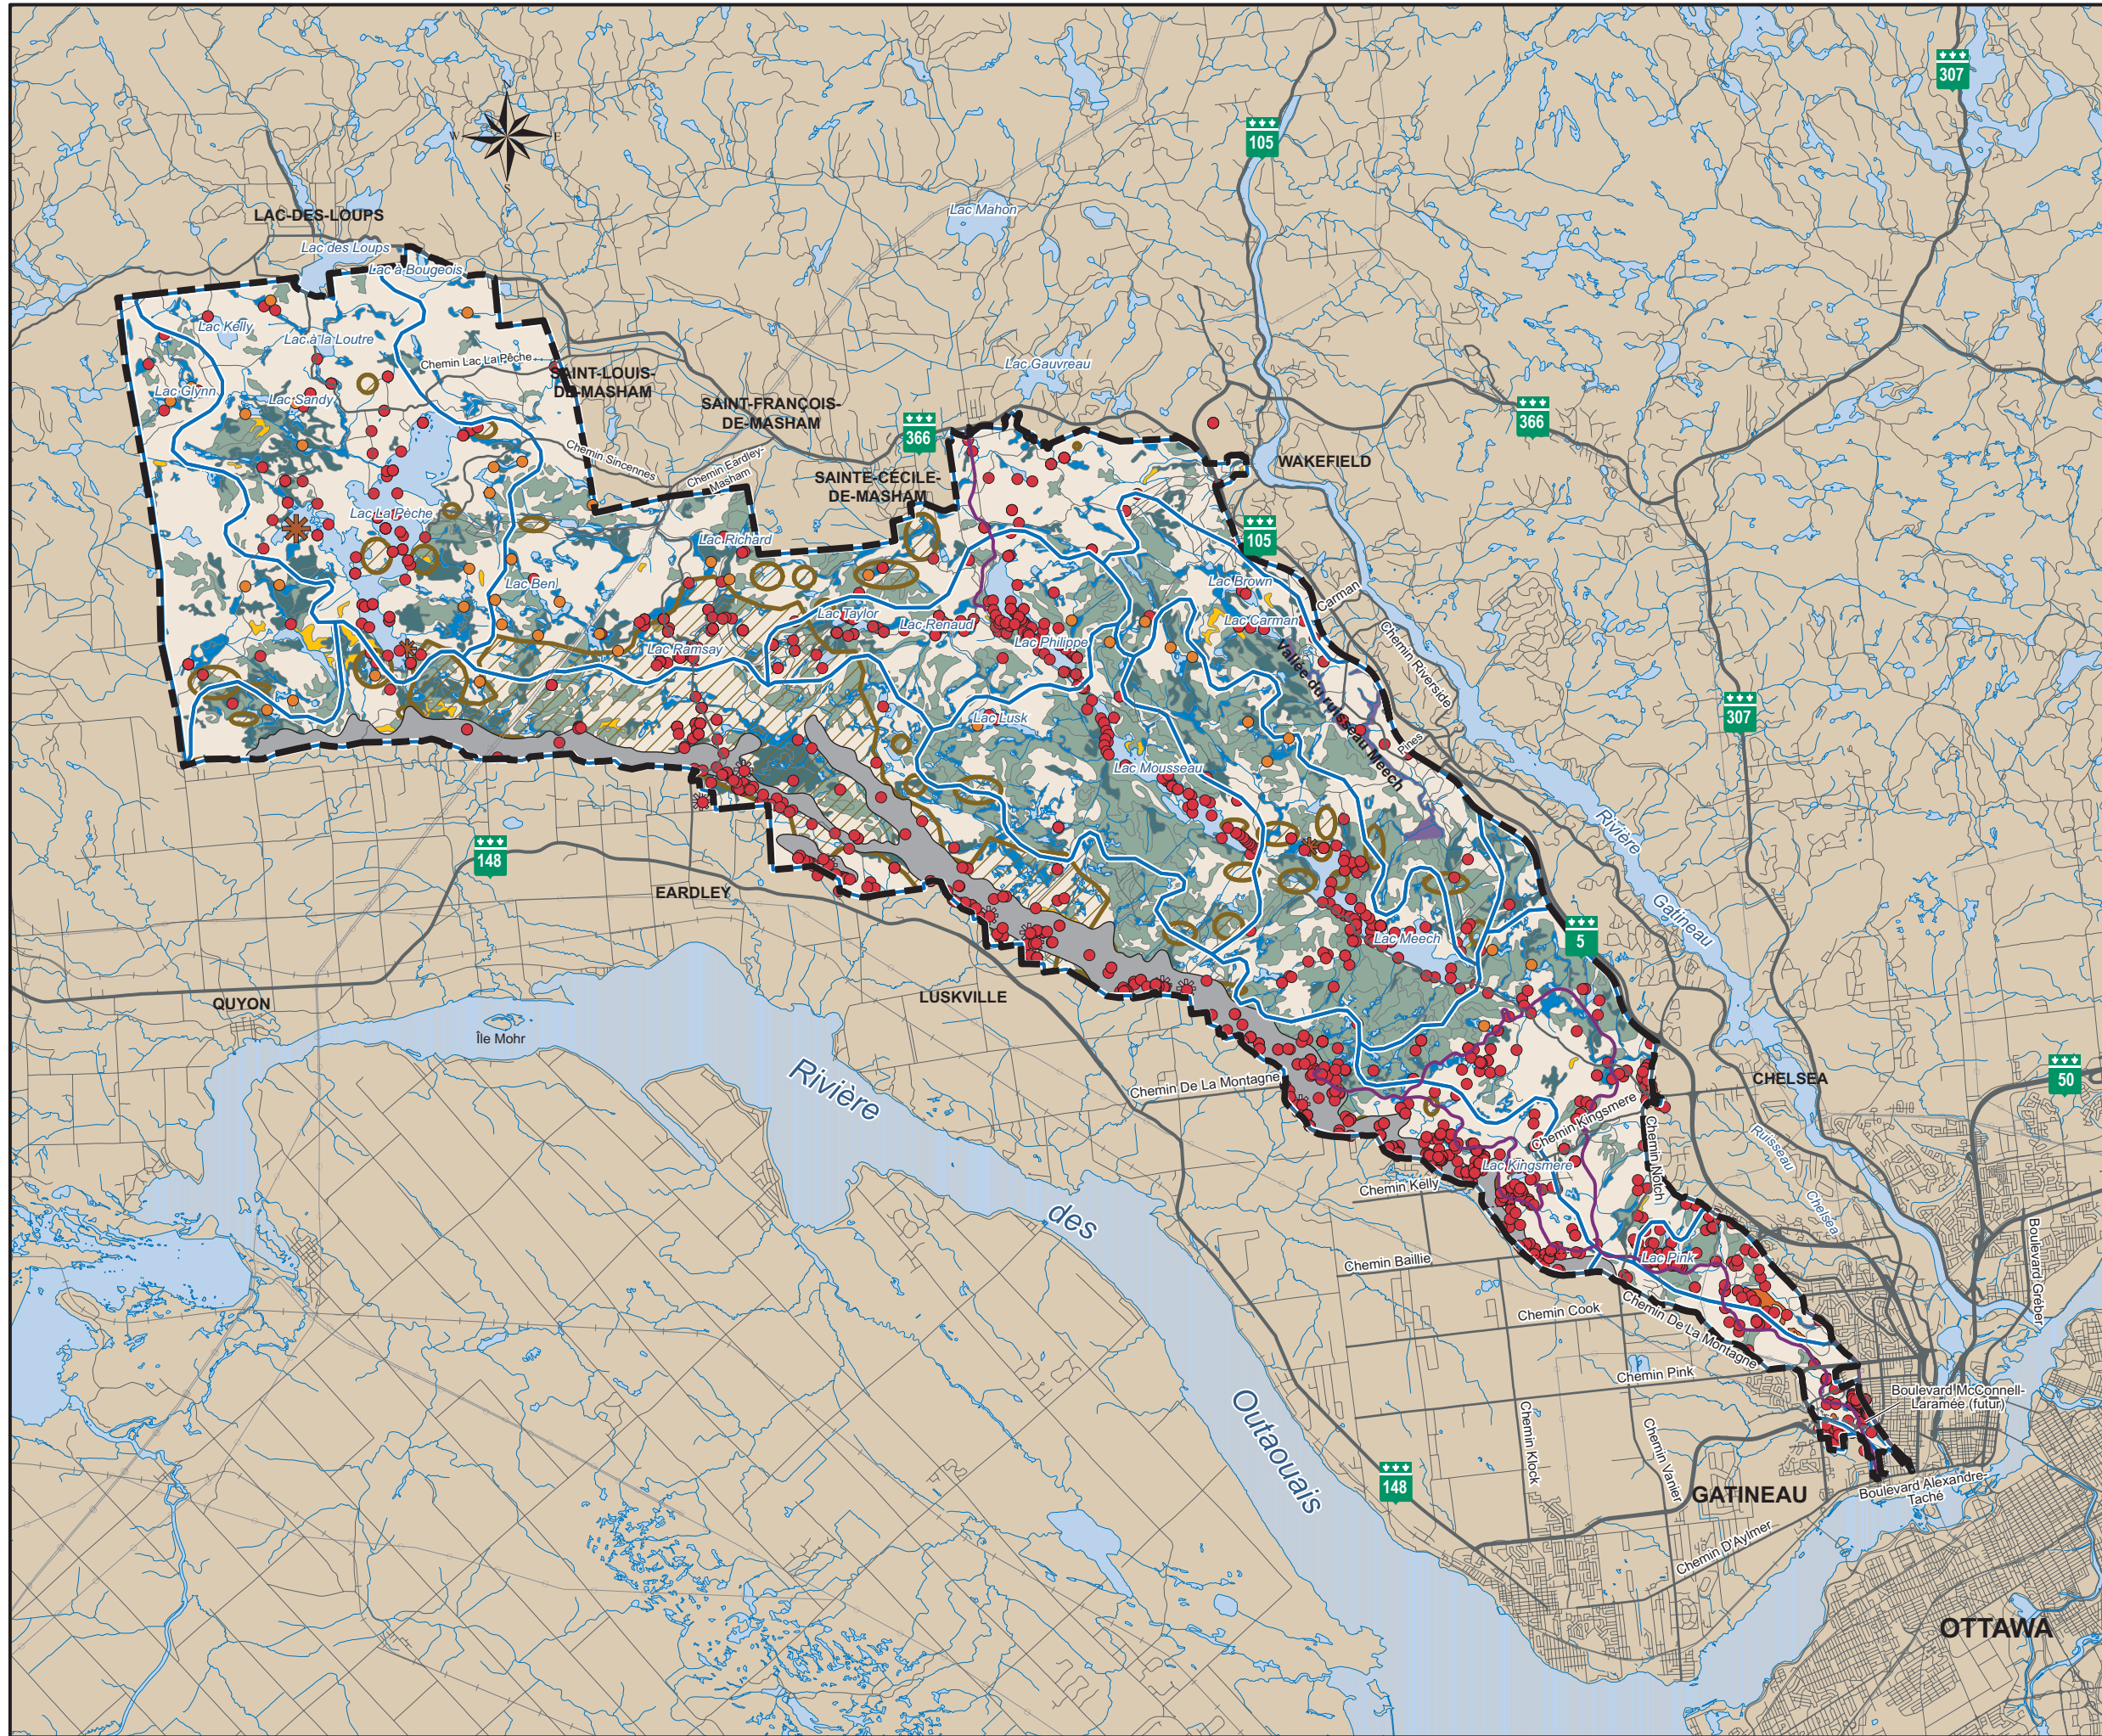 307
105
N
W
E
S
LAC-DES-LOUPS
Lac Mahon
Lac des Loups
Lac à Bougeois
Lac Kelly
Lac à la Loutre
Chemin Lac La Pêche
Lac Gauvreau
SAINT-LOUIS-
DE-MASHAM
Lac Glynn
Lac Sandy
SAINT-FRANÇOIS-
DE-MASHAM
366
366
Chemin Sincennes
Chemin Eardley-
Masham
SAINTE-CÉCILE-
DE-MASHAM
WAKEFIELD
Lac La Pêche
Lac Richard
105
Lac Ben
Lac Brown
Carman
Lac Taylor
Lac Renaud
Lac Carman
Lac Ramsay
Lac Philippe
Chemin Riverside
Vallée du ruisseau Meech
Lac Lusk
307
Pines
Lac Mousseau
148
Rivière
Gatineau
EARDLEY
Lac Meech
5
QUYON
LUSKVILLE
Île Mohr
Rivière
des
Outaouais
Chemin De La Montagne
CHELSEA
50
Chemin Kingsmere
Chemin Notch
Ruisseau
Chelsea
Lac Kingsmere
Chemin Kelly
Boulevard Gréber
Chemin Baillie
Lac Pink
Chemin Cook
Chemin De La Montagne
Chemin Pink
Boulevard McConnell-
Laramée (futur)
Chemin Klock
Chemin Vanier
148
GATINEAU
Boulevard Alexandre-
Taché
Chemin D'Aylmer
OTTAWA